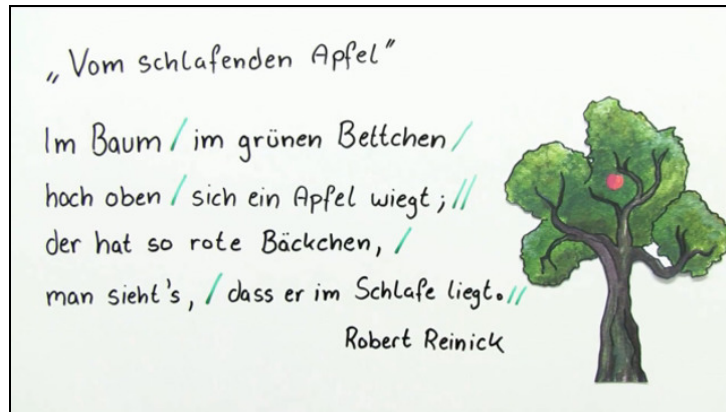 „Vom schlafenden Apfel"
Im Baum / im grünen Bettchen /
hoch oben / sich ein Apfel wiegt; //
der hat so rote Bäckchen, /
man sieht's, / dass er im Schlafe liegt. //
Robert Reinick